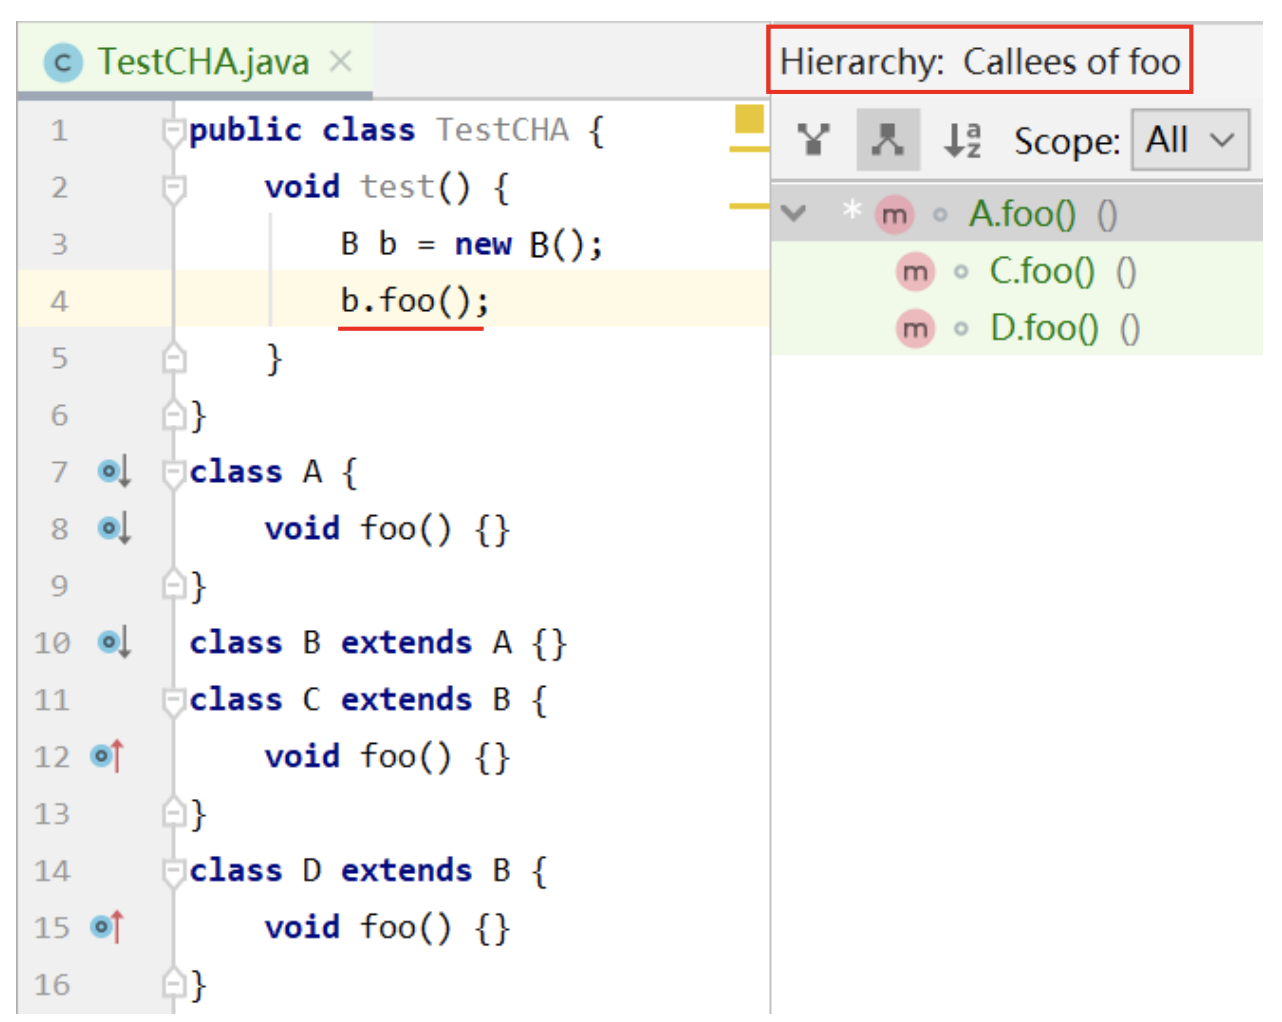 TestCHA.java
1 public class TestCHA {
2 void test() {
3 B b = new B();
4 b.foo();
5 }
6 }
7 class A {
8 void foo() {}
9 }
10 class B extends A {}
11 class C extends B {
12 void foo() {}
13 }
14 class D extends B {
15 void foo() {}
16 }
Hierarchy: Callees of foo
Scope: All
A.foo() ()
C.foo() ()
D.foo() ()